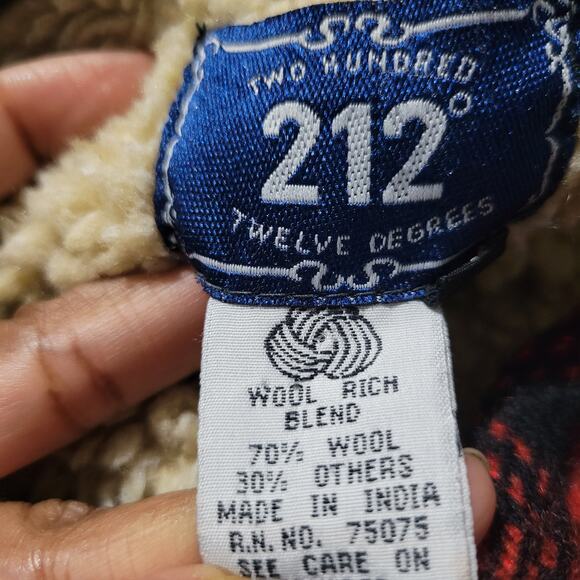 TWO HUNDRED
212°
TWELVE DEGREES
WOOL RICH
BLEND
70% WOOL
30% OTHERS
MADE IN INDIA
R.N. NO. 75075
SEE CARE ON